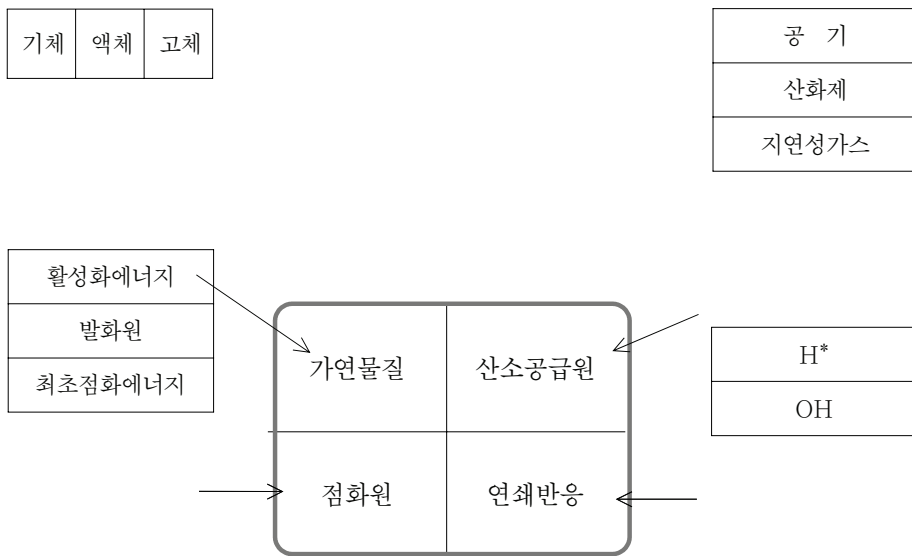 기체 액체 고체
공 기
산화제
지연성가스
활성화에너지
발화원
최초점화에너지
가연물질 산소공급원
점화원 연쇄반응
H*
OH